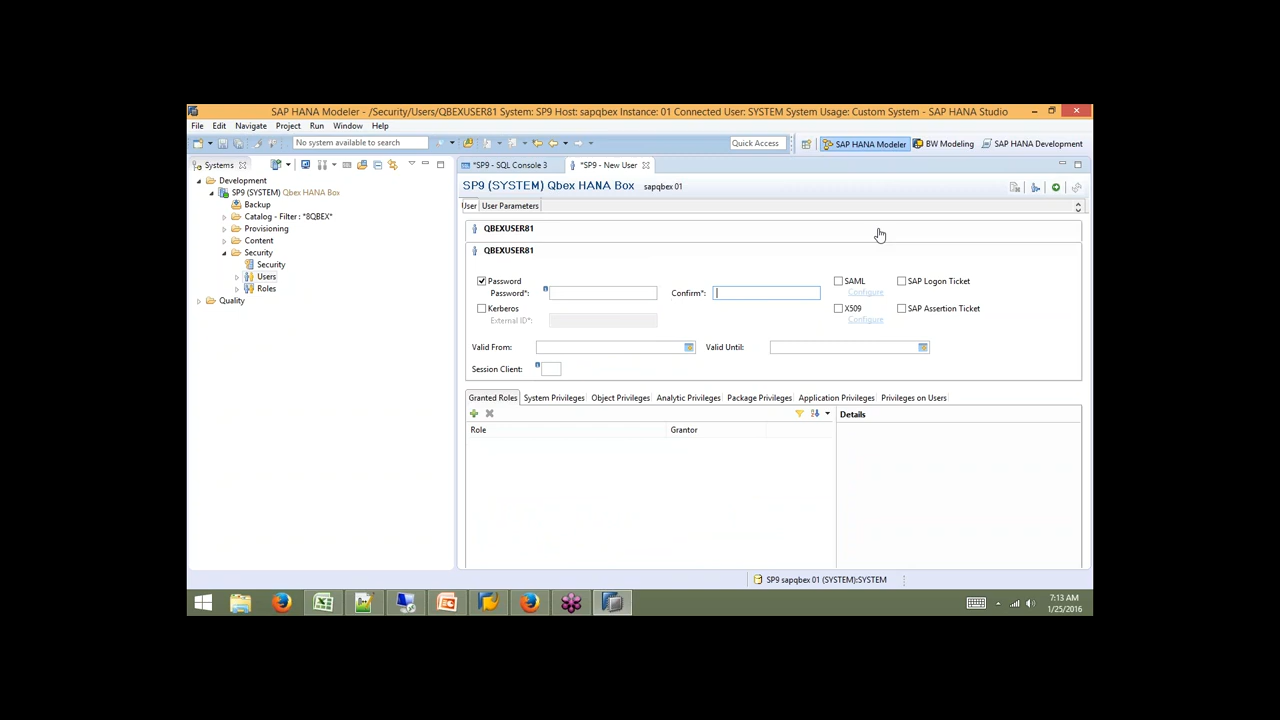 SAP HANA Modeler - /Security/Users/QBEXUSER81 System: SP9 Host: sapqbex Instance: 01 Connected User: SYSTEM System Usage: Custom System - SAP HANA Studio
File Edit Navigate Project Run Window Help
No system available to search
Quick Access
SAP HANA Modeler
BW Modeling
SAP HANA Development
Systems
*SP9 - SQL Console 3
*SP9 - New User
Development
SP9 (SYSTEM) Qbex HANA Box
Backup
Catalog - Filter : *8QBEX*
Provisioning
Content
Security
Security
Users
Roles
Quality
SP9 (SYSTEM) Qbex HANA Box sapqbex 01
User User Parameters
QBEXUSER81
QBEXUSER81
Password
SAML
SAP Logon Ticket
Password*:
Confirm*:
Configure
Kerberos
X509
SAP Assertion Ticket
External ID*:
Configure
Valid From:
Valid Until:
Session Client:
Granted Roles System Privileges Object Privileges Analytic Privileges Package Privileges Application Privileges Privileges on Users
Details
Role Grantor
SP9 sapqbex 01 (SYSTEM):SYSTEM
7:13 AM
1/25/2016